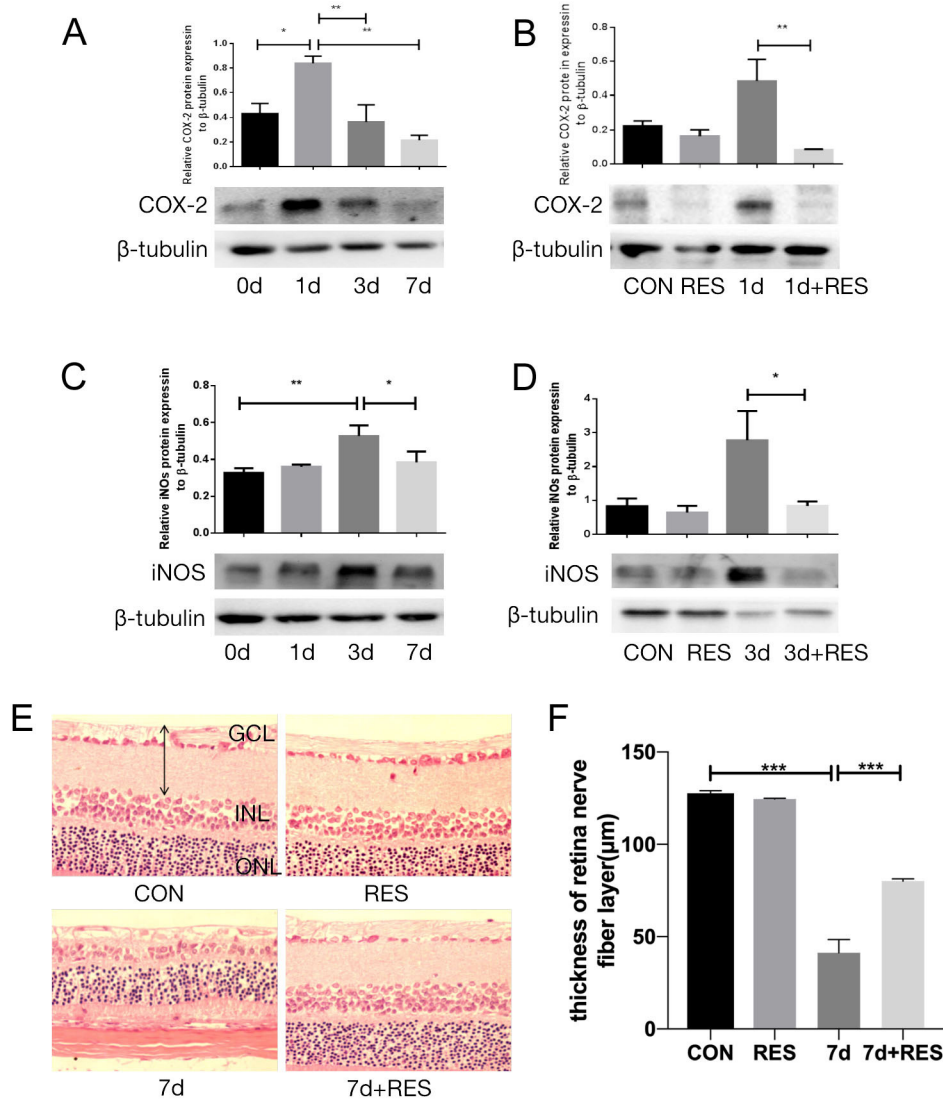 A
Relative COX-2 protein expressin
to β-tubulin
1.0
0.8
0.6
0.4
0.2
0.0
*
**
**
COX-2
β-tubulin
0d 1d 3d 7d
B
Relative COX-2 prote in expression
to β-tubulin
0.8
0.6
0.4
0.2
0.0
**
COX-2
β-tubulin
CON RES 1d 1d+RES
C
Relative iNOs protein expressin
to β-tubulin
0.8
0.6
0.4
0.2
0.0
**
*
iNOS
β-tubulin
0d 1d 3d 7d
D
Relative iNOs protein expressin
to β-tubulin
4
3
2
1
0
*
iNOS
β-tubulin
CON RES 3d 3d+RES
E
GCL
INL
ONL
CON
RES
7d
7d+RES
F
thickness of retina nerve
fiber layer(μm)
150
100
50
0
***
***
CON RES 7d 7d+RES